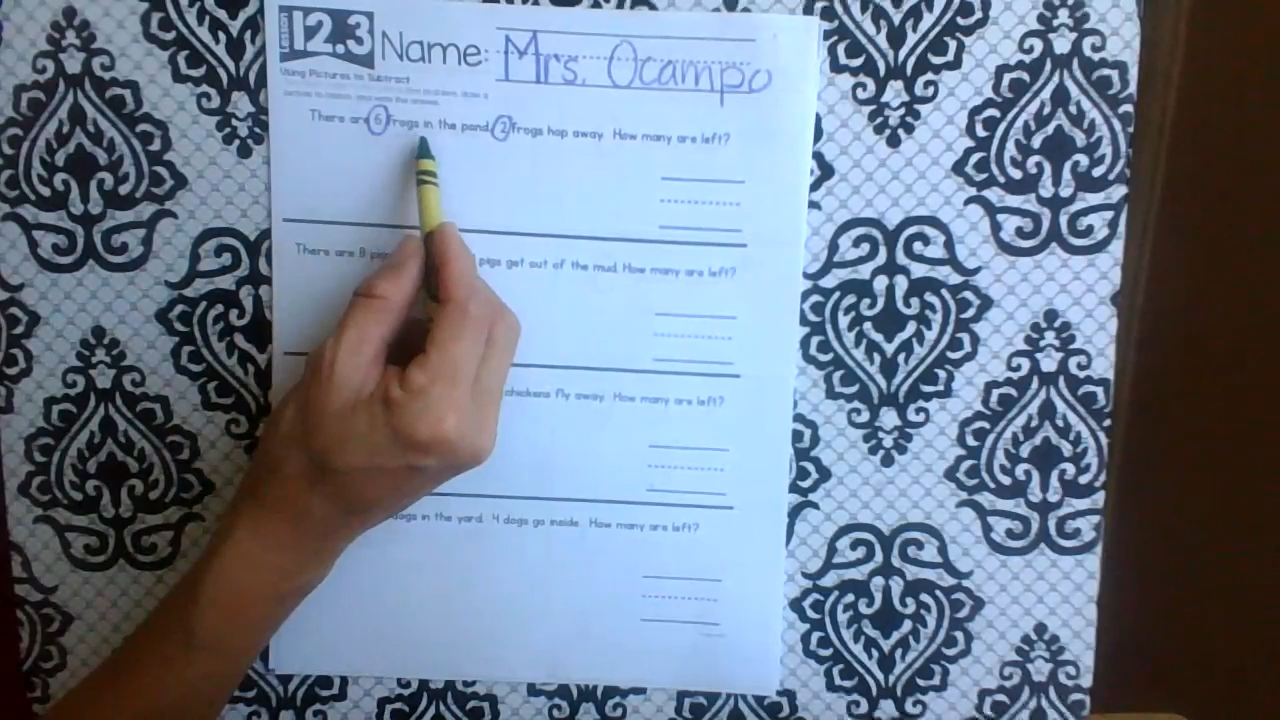 Lesson 12.3 Name: Mrs. Ocampo
Using Pictures to Subtract
There are 6 frogs in the pond. 2 frogs hop away. How many are left?
There are 8 pigs pigs get out of the mud. How many are left?
chickens fly away. How many are left?
dogs in the yard. 4 dogs go inside. How many are left?